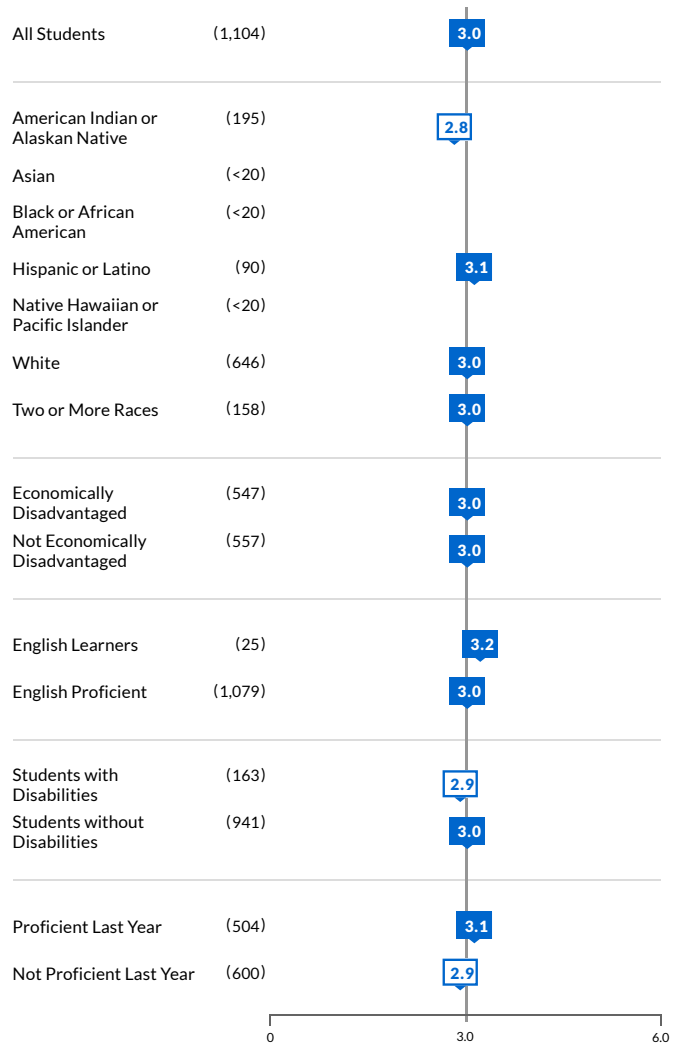 All Students (1,104) 3.0
American Indian or (195) 2.8
Alaskan Native
Asian (<20)
Black or African (<20)
American
Hispanic or Latino (90) 3.1
Native Hawaiian or (<20)
Pacific Islander
White (646) 3.0
Two or More Races (158) 3.0
Economically (547) 3.0
Disadvantaged
Not Economically (557) 3.0
Disadvantaged
English Learners (25) 3.2
English Proficient (1,079) 3.0
Students with (163) 2.9
Disabilities
Students without (941) 3.0
Disabilities
Proficient Last Year (504) 3.1
Not Proficient Last Year (600) 2.9
0 3.0 6.0